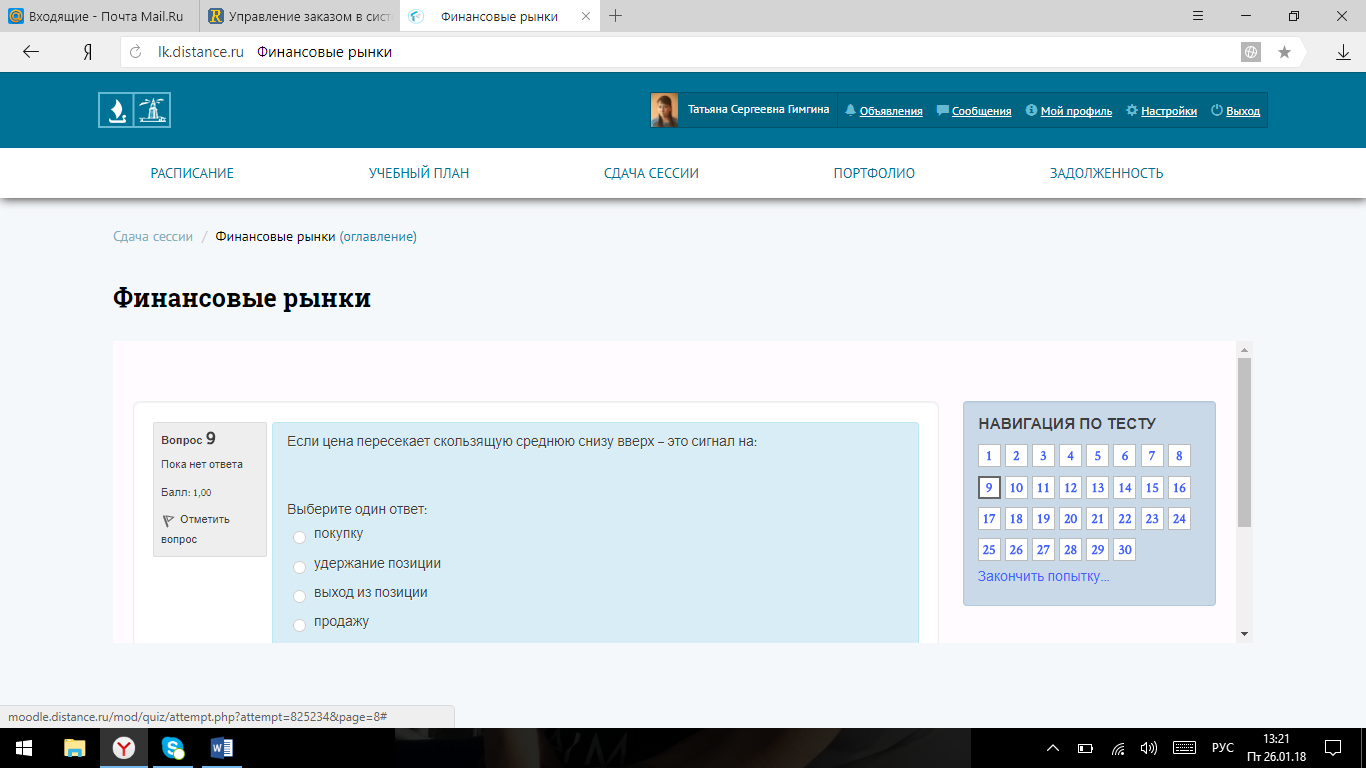 Входящие - Почта Mail.Ru
Управление заказом в сист
Финансовые рынки
lk.distance.ru Финансовые рынки
Татьяна Сергеевна Гимгина
Объявления
Сообщения
Мой профиль
Настройки
Выход
РАСПИСАНИЕ
УЧЕБНЫЙ ПЛАН
СДАЧА СЕССИИ
ПОРТФОЛИО
ЗАДОЛЖЕННОСТЬ
Сдача сессии / Финансовые рынки (оглавление)
Финансовые рынки
Вопрос 9
Пока нет ответа
Балл: 1,00
Отметить
вопрос
Если цена пересекает скользящую среднюю снизу вверх – это сигнал на:
Выберите один ответ:
покупку
удержание позиции
выход из позиции
продажу
НАВИГАЦИЯ ПО ТЕСТУ
1 2 3 4 5 6 7 8
9 10 11 12 13 14 15 16
17 18 19 20 21 22 23 24
25 26 27 28 29 30
Закончить попытку...
moodle.distance.ru/mod/quiz/attempt.php?attempt=825234&page=8#
РУС
13:21
Пт 26.01.18